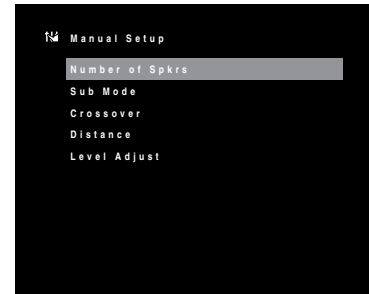 Manual Setup
Number of Spkrs
Sub Mode
Crossover
Distance
Level Adjust